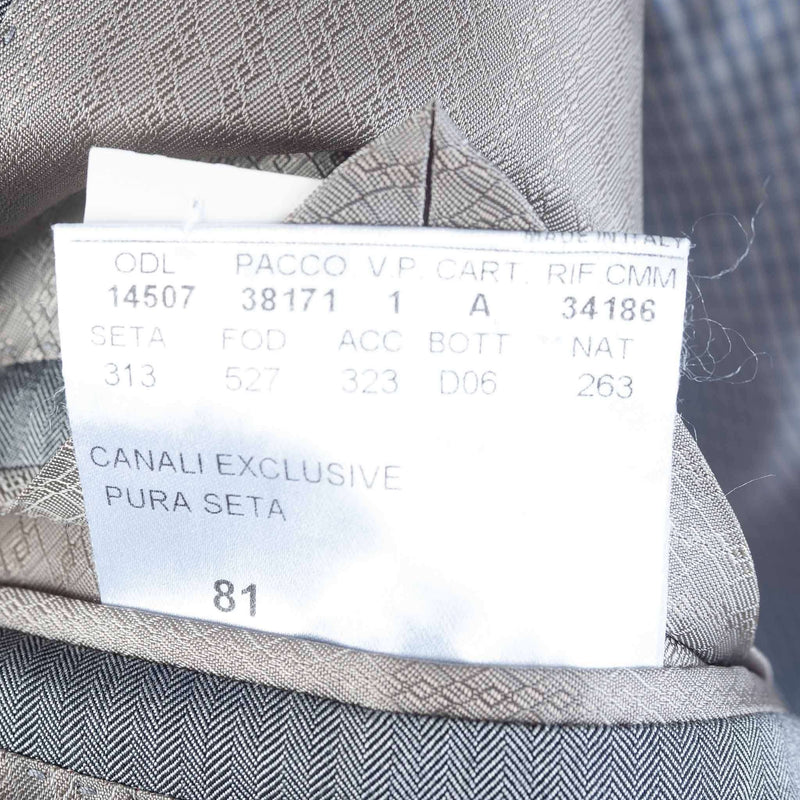 MADE IN ITALY
ODL PACCO V.P. CART. RIF CMM
14507 38171 1 A 34186
SETA FOD ACC BOTT NAT
313 527 323 D06 263
CANALI EXCLUSIVE
PURA SETA
81